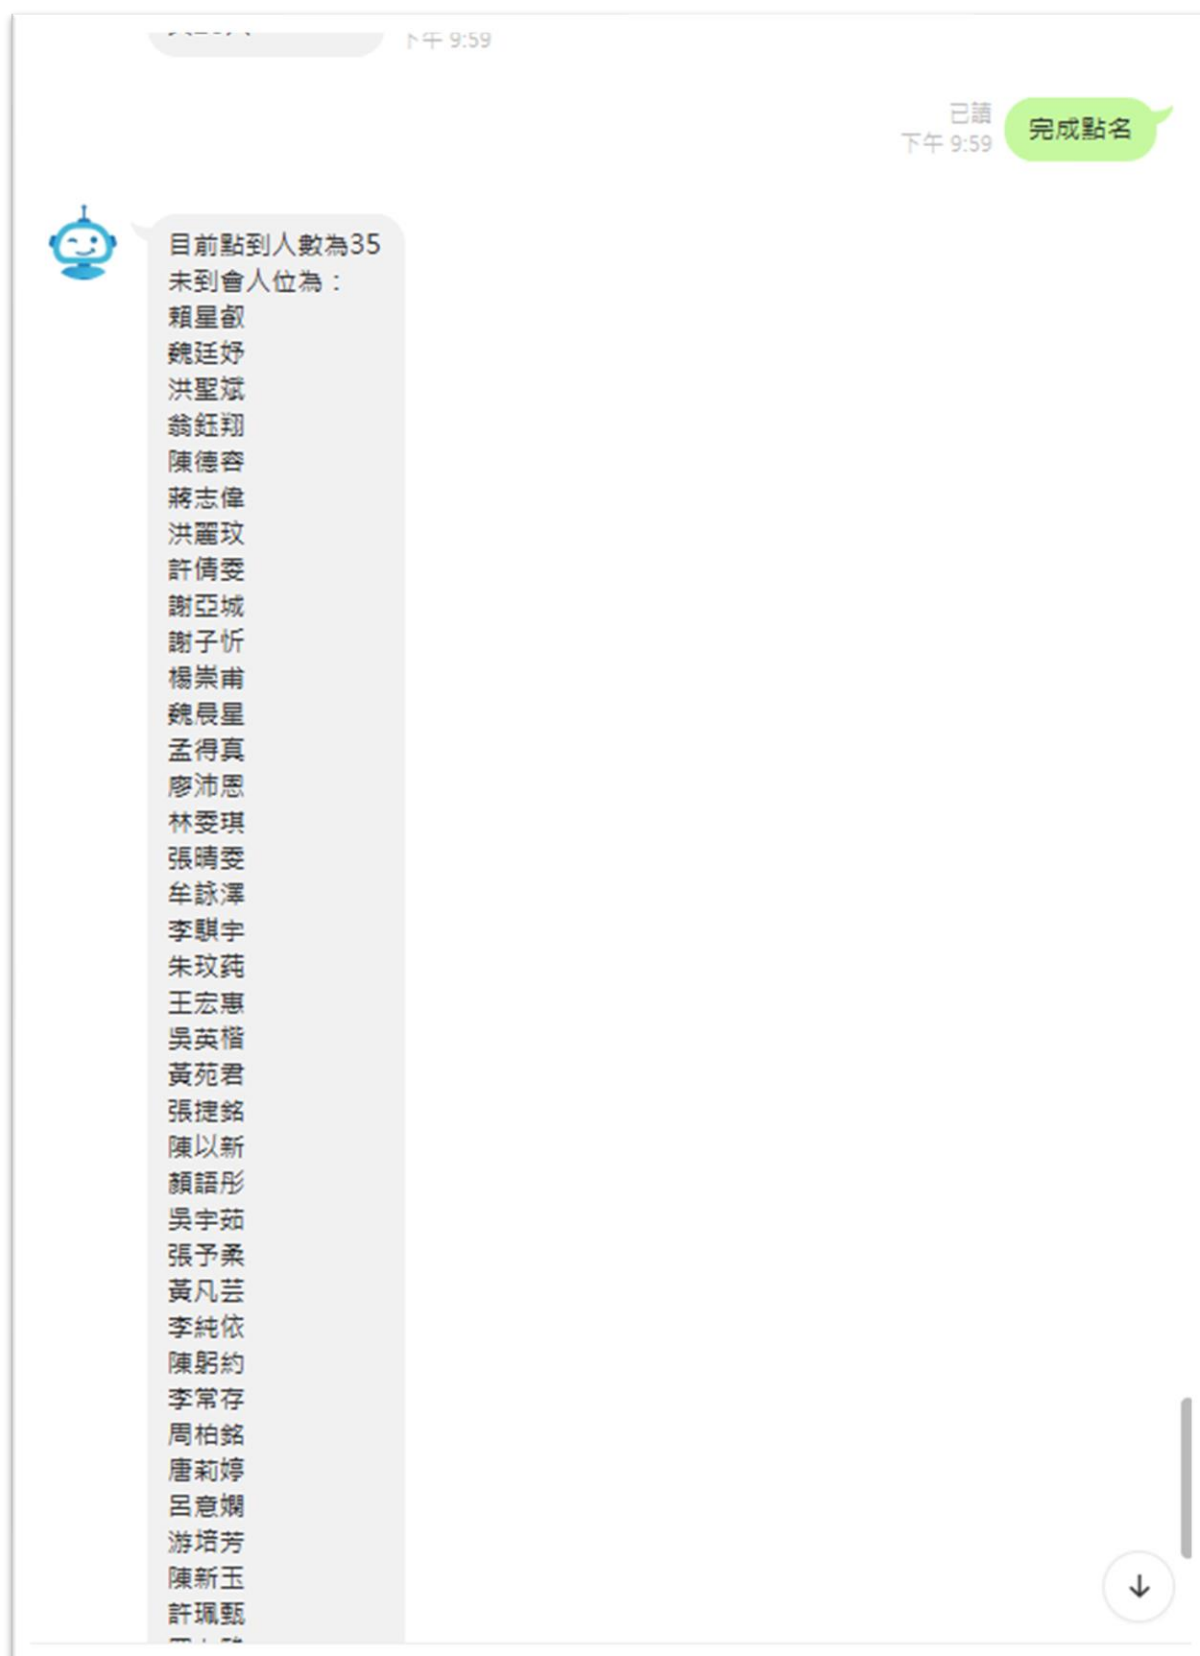 下午 9:59
已讀
下午 9:59
完成點名
目前點到人數為35
未到會人位為：
賴星叡
魏廷妤
洪聖斌
翁鈺翔
陳德容
蔣志偉
洪麗玟
許倩雯
謝亞城
謝子忻
楊崇甫
魏晨星
孟得真
廖沛恩
林雯琪
張晴雯
牟詠澤
李騏宇
朱玟蒓
王宏惠
吳英楷
黃苑君
張捷銘
陳以新
顏語彤
吳宇茹
張予柔
黃凡芸
李純依
陳躬約
李常存
周柏銘
唐莉婷
呂意嫻
游培芳
陳新玉
許珮甄